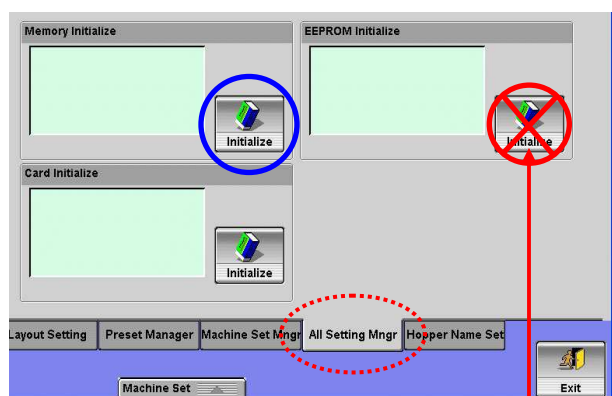 Memory Initialize
EEPROM Initialize
Initialize
Initialize
Card Initialize
Initialize
Layout Setting
Preset Manager
Machine Set Mngr
All Setting Mngr
Hopper Name Set
Machine Set
Exit